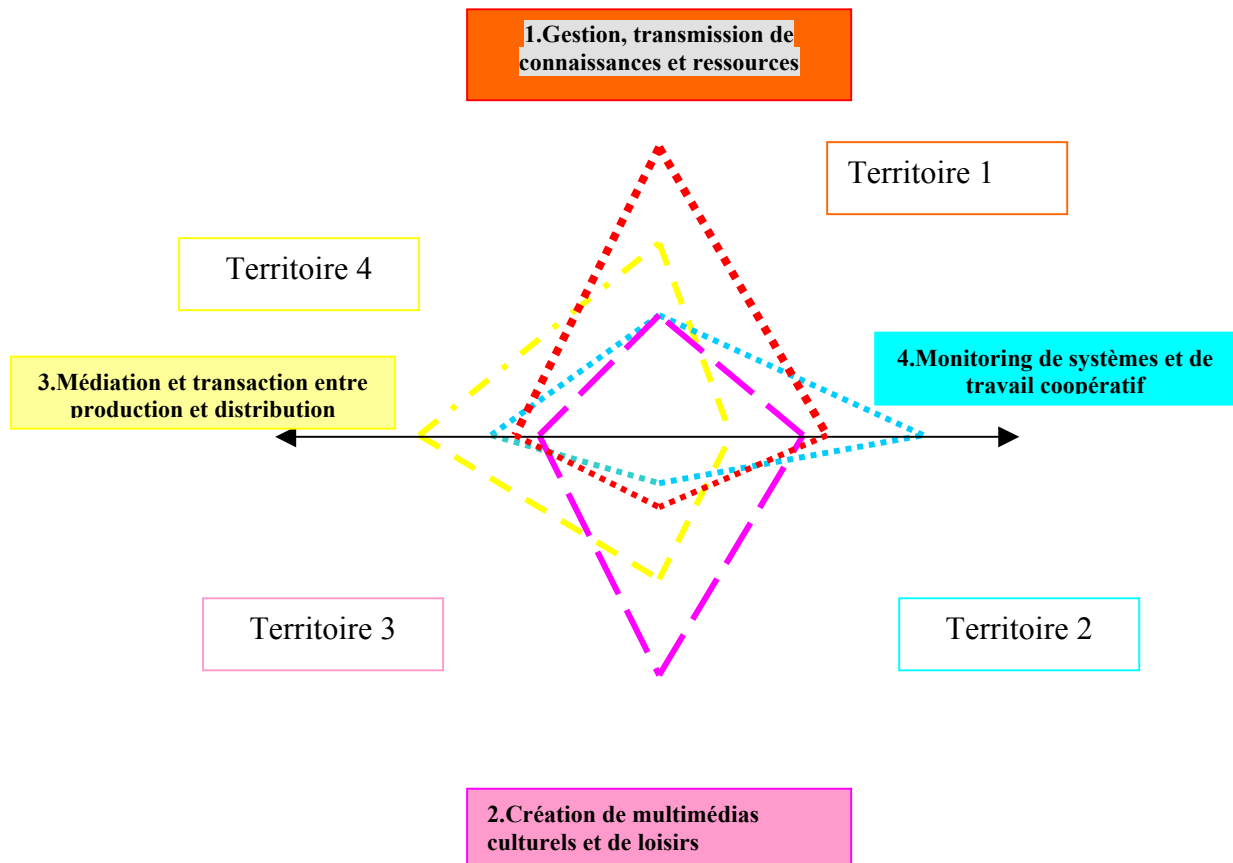 1.Gestion, transmission de
connaissances et ressources
Territoire 1
Territoire 4
3.Médiation et transaction entre
production et distribution
4.Monitoring de systèmes et de
travail coopératif
Territoire 3
Territoire 2
2.Création de multimédias
culturels et de loisirs